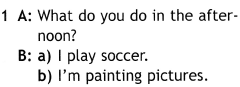 1 A: What do you do in the after-
noon?
B: a) I play soccer.
b) I'm painting pictures.